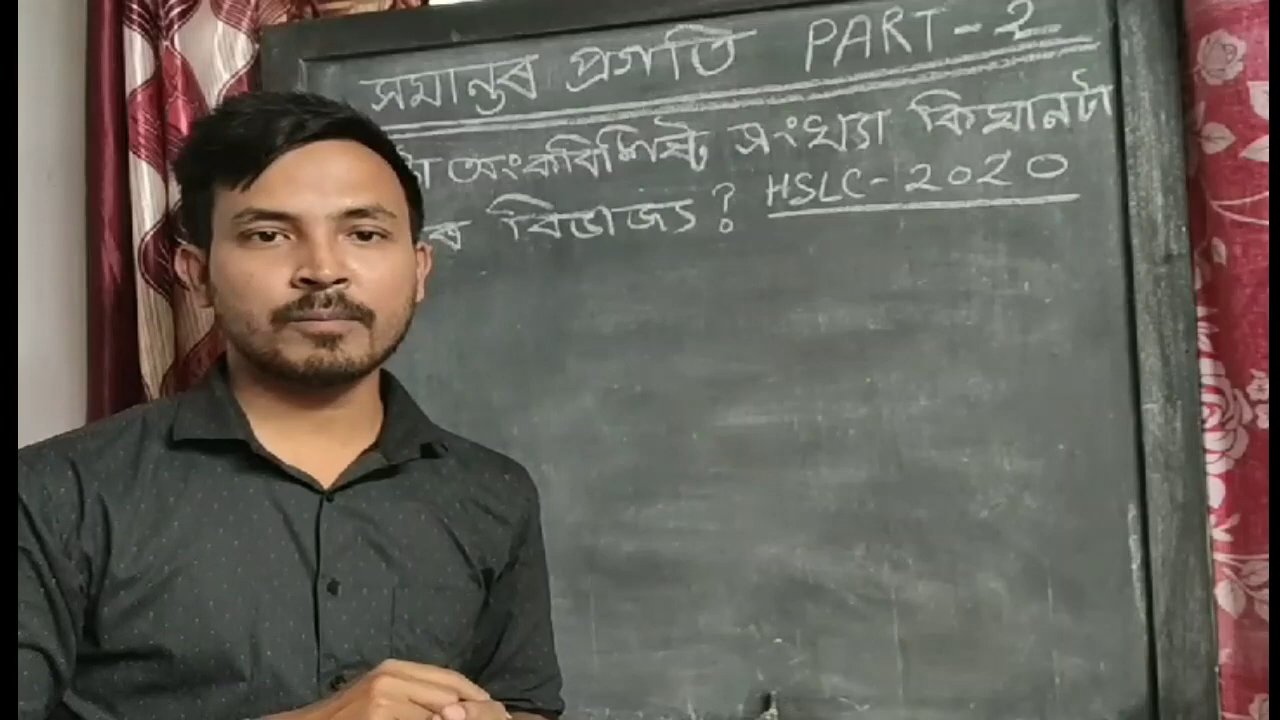 সমান্তৰ প্ৰগতি PART-2
টা অংকবিশিষ্ট সংখ্যা কিমানটা
ৰ বিভাজ্য? HSLC-2020